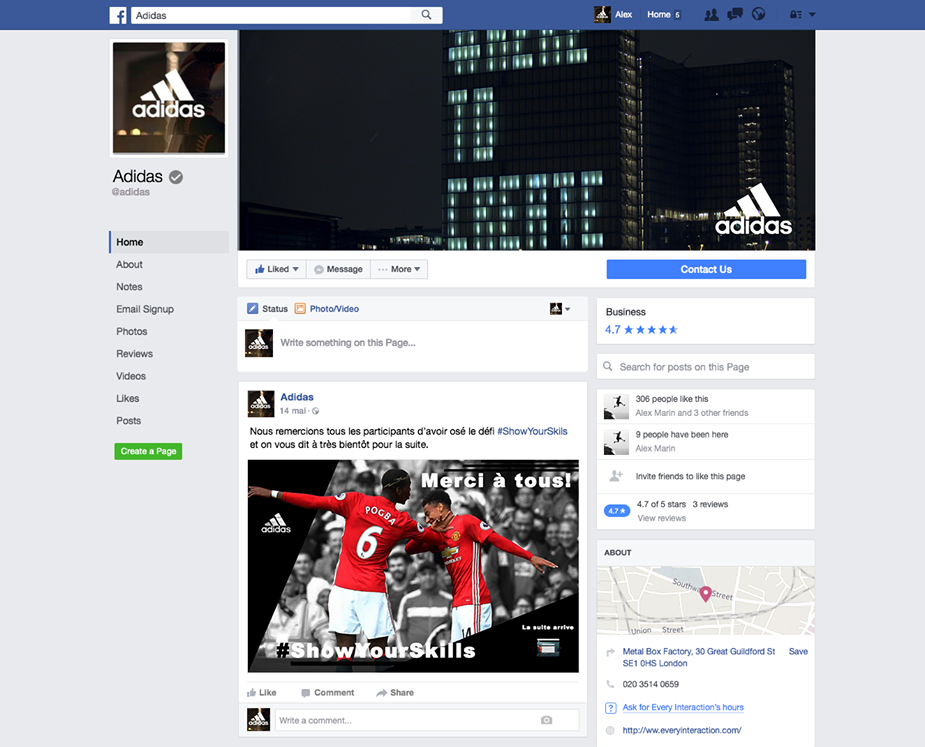 Adidas
Alex
Home 5
adidas
Adidas
@adidas
Home
About
Notes
Email Signup
Photos
Reviews
Videos
Likes
Posts
Create a Page
adidas
Liked
Message
More
Contact Us
Status
Photo/Video
adidas
Write something on this Page...
adidas
Adidas
14 mai
Nous remercions tous les participants d'avoir osé le défi #ShowYourSkils
et on vous dit à très bientôt pour la suite.
Merci à tous!
adidas
POGBA
6
14
La suite arrive
#ShowYourSkills
Like
Comment
Share
adidas
Write a comment...
Business
4.7
Search for posts on this Page
306 people like this
Alex Marin and 3 other friends
9 people have been here
Alex Marin
Invite friends to like this page
4.7
4.7 of 5 stars 3 reviews
View reviews
ABOUT
Southwark Street
Union Street
Metal Box Factory, 30 Great Guildford St
SE1 0HS London
Save
020 3514 0659
Ask for Every Interaction's hours
http://ww.everyinteraction.com/